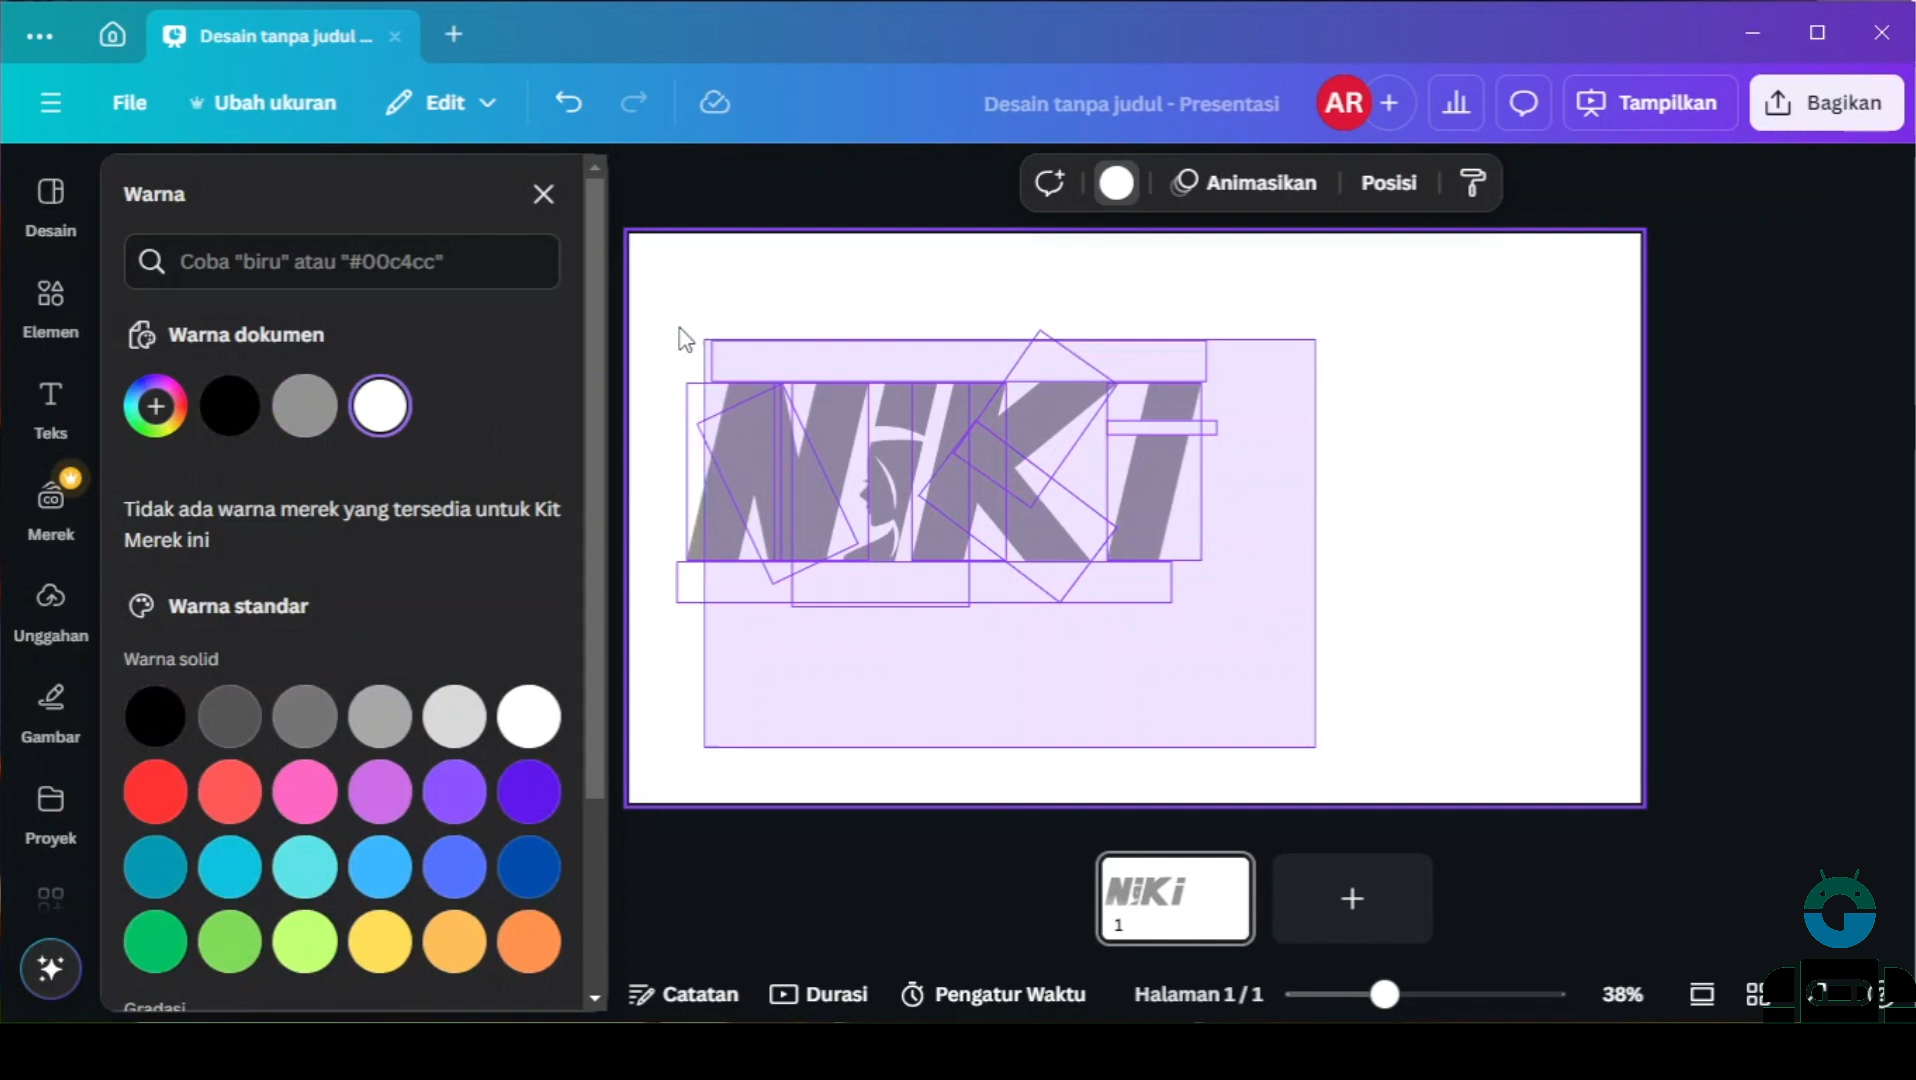 Desain tanpa judul ...
File
Ubah ukuran
Edit
Desain tanpa judul - Presentasi
AR
Tampilkan
Bagikan
Desain
Elemen
Teks
CO
Merek
Unggahan
Gambar
Proyek
Warna
Coba "biru" atau "#00c4cc"
Warna dokumen
Tidak ada warna merek yang tersedia untuk Kit
Merek ini
Warna standar
Warna solid
Gradasi
Animasikan
Posisi
NiKi
NiKi
1
Catatan
Durasi
Pengatur Waktu
Halaman 1 / 1
38%